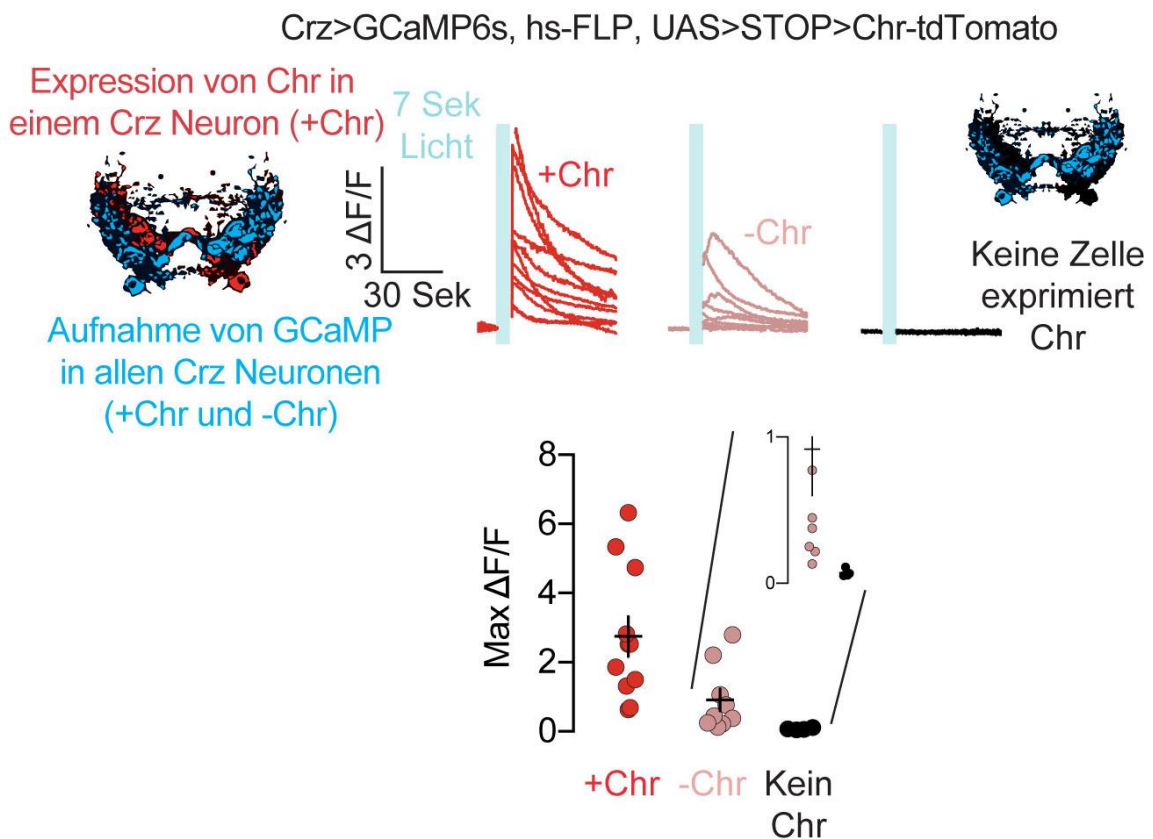 Crz>GCaMP6s, hs-FLP, UAS>STOP>Chr-tdTomato
Expression von Chr in
einem Crz Neuron (+Chr)
Aufnahme von GCaMP
in allen Crz Neuronen
(+Chr und -Chr)
3 ΔF/F
30 Sek
7 Sek
Licht
+Chr
-Chr
Keine Zelle
exprimiert
Chr
Max ΔF/F
8
6
4
2
0
1
0
+Chr
-Chr
Kein
Chr